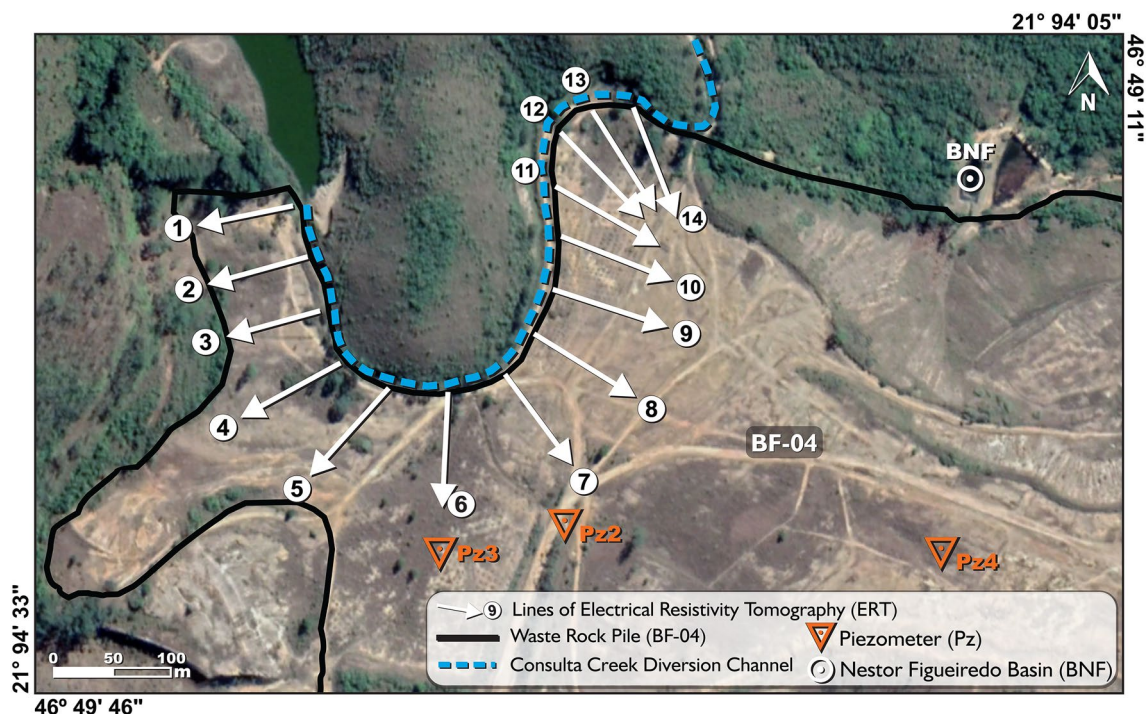 21° 94' 05"
46° 49' 11"
N
BNF
13
12
11
14
1
2
3
10
9
8
4
5
6
7
BF-04
Pz2
Pz3
Pz4
9 Lines of Electrical Resistivity Tomography (ERT)
Waste Rock Pile (BF-04)
Piezometer (Pz)
Consulta Creek Diversion Channel
Nestor Figueiredo Basin (BNF)
0 50 100
m
21° 94' 33"
46° 49' 46"